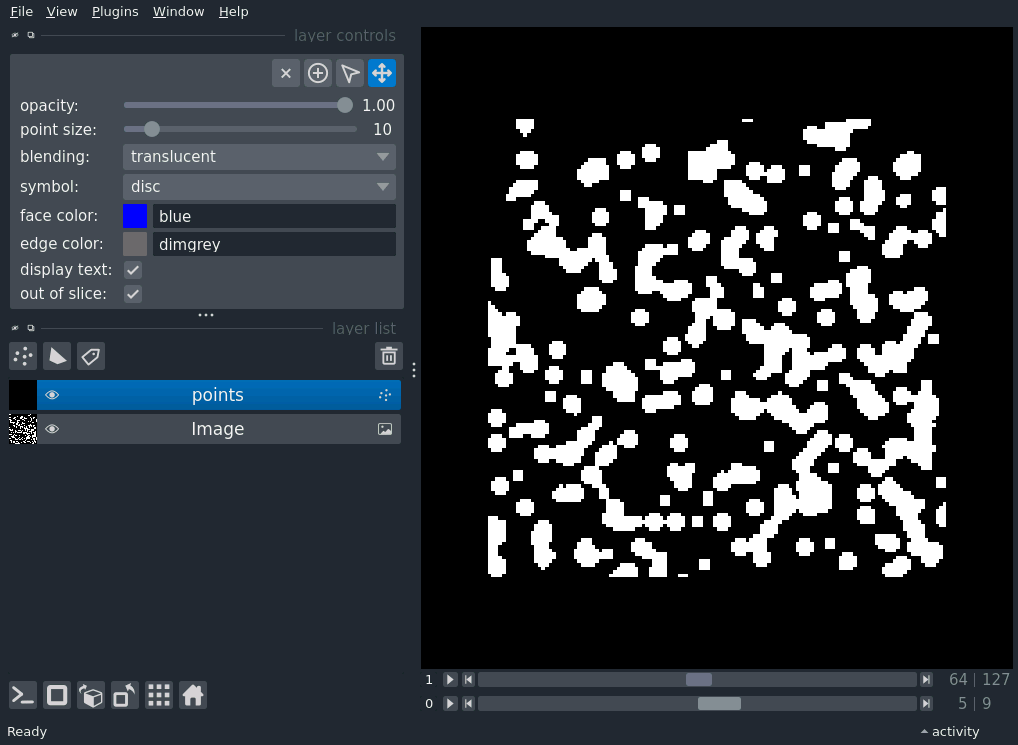 File View Plugins Window Help
layer controls
opacity: 1.00
point size: 10
blending: translucent
symbol: disc
face color: blue
edge color: dimgrey
display text:
out of slice:
layer list
points
Image
1 64 | 127
0 5 | 9
Ready activity